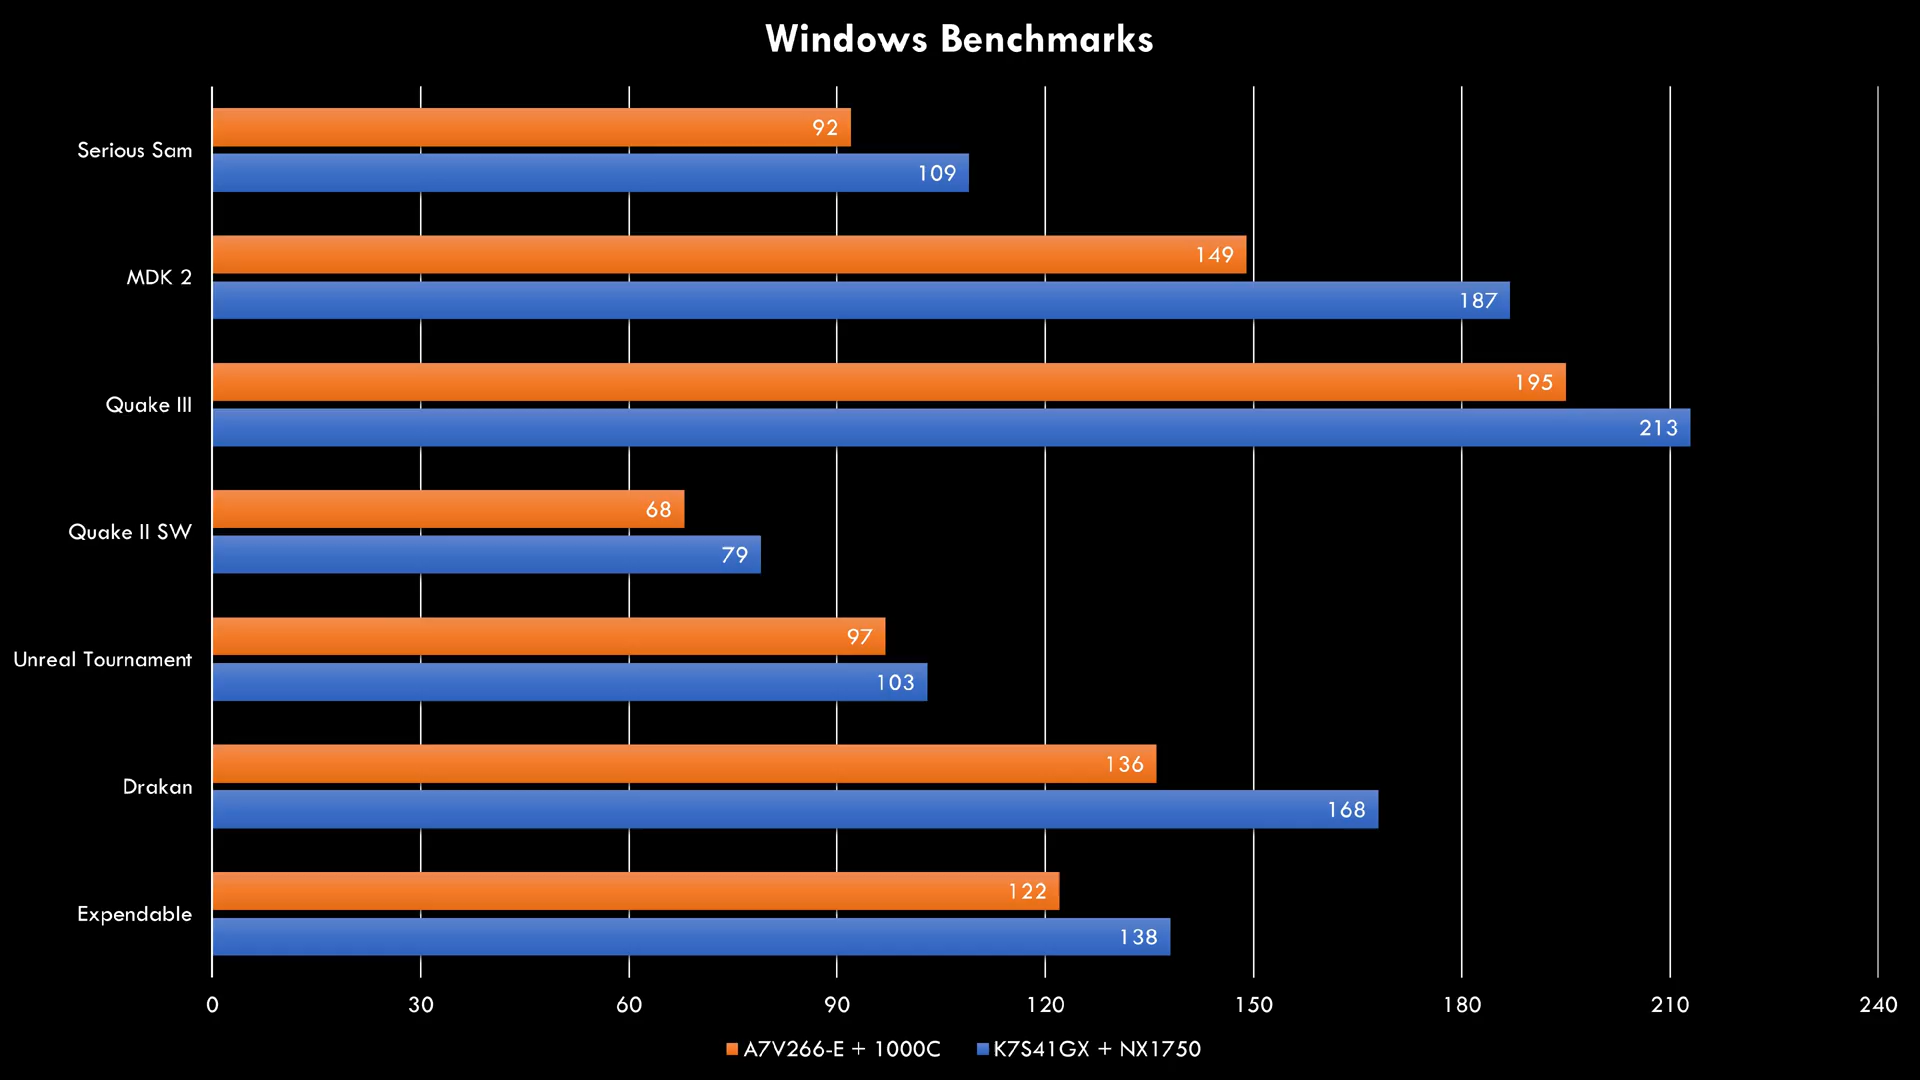 Windows Benchmarks
Serious Sam
92
109
MDK 2
149
187
Quake III
195
213
Quake II SW
68
79
Unreal Tournament
97
103
Drakan
136
168
Expendable
122
138
0 30 60 90 120 150 180 210 240
A7V266-E + 1000C K7S41GX + NX1750